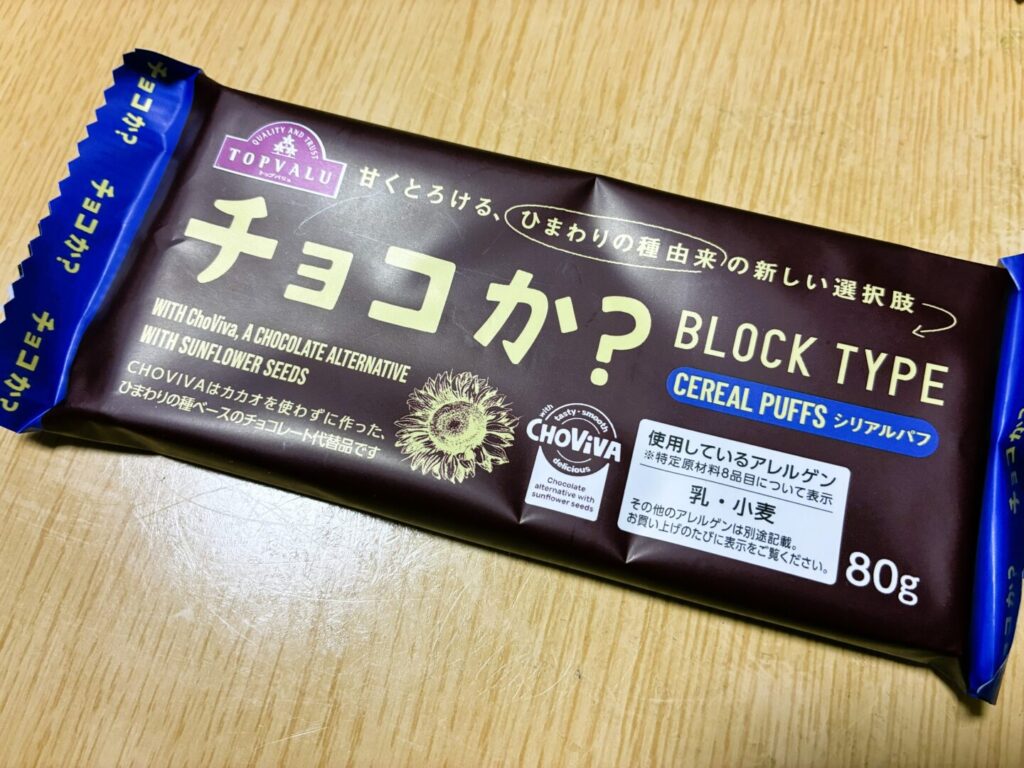 チョコか?
チョコか?
チョコか?
QUALITY AND TRUST
TOPVALU
トップバリュ
甘くとろける、ひまわりの種由来の新しい選択肢
チョコか?
BLOCK TYPE
CEREAL PUFFS シリアルパフ
WITH ChoViva, A CHOCOLATE ALTERNATIVE
WITH SUNFLOWER SEEDS
CHOVIVAはカカオを使わずに作った、
ひまわりの種ベースのチョコレート代替品です
with
tasty-smooth
CHOViVA
delicious
Chocolate
alternative with
sunflower seeds
使用しているアレルゲン
※特定原材料8品目について表示
乳・小麦
その他のアレルゲンは別途記載。
お買い上げのたびに表示をご覧ください。
80g